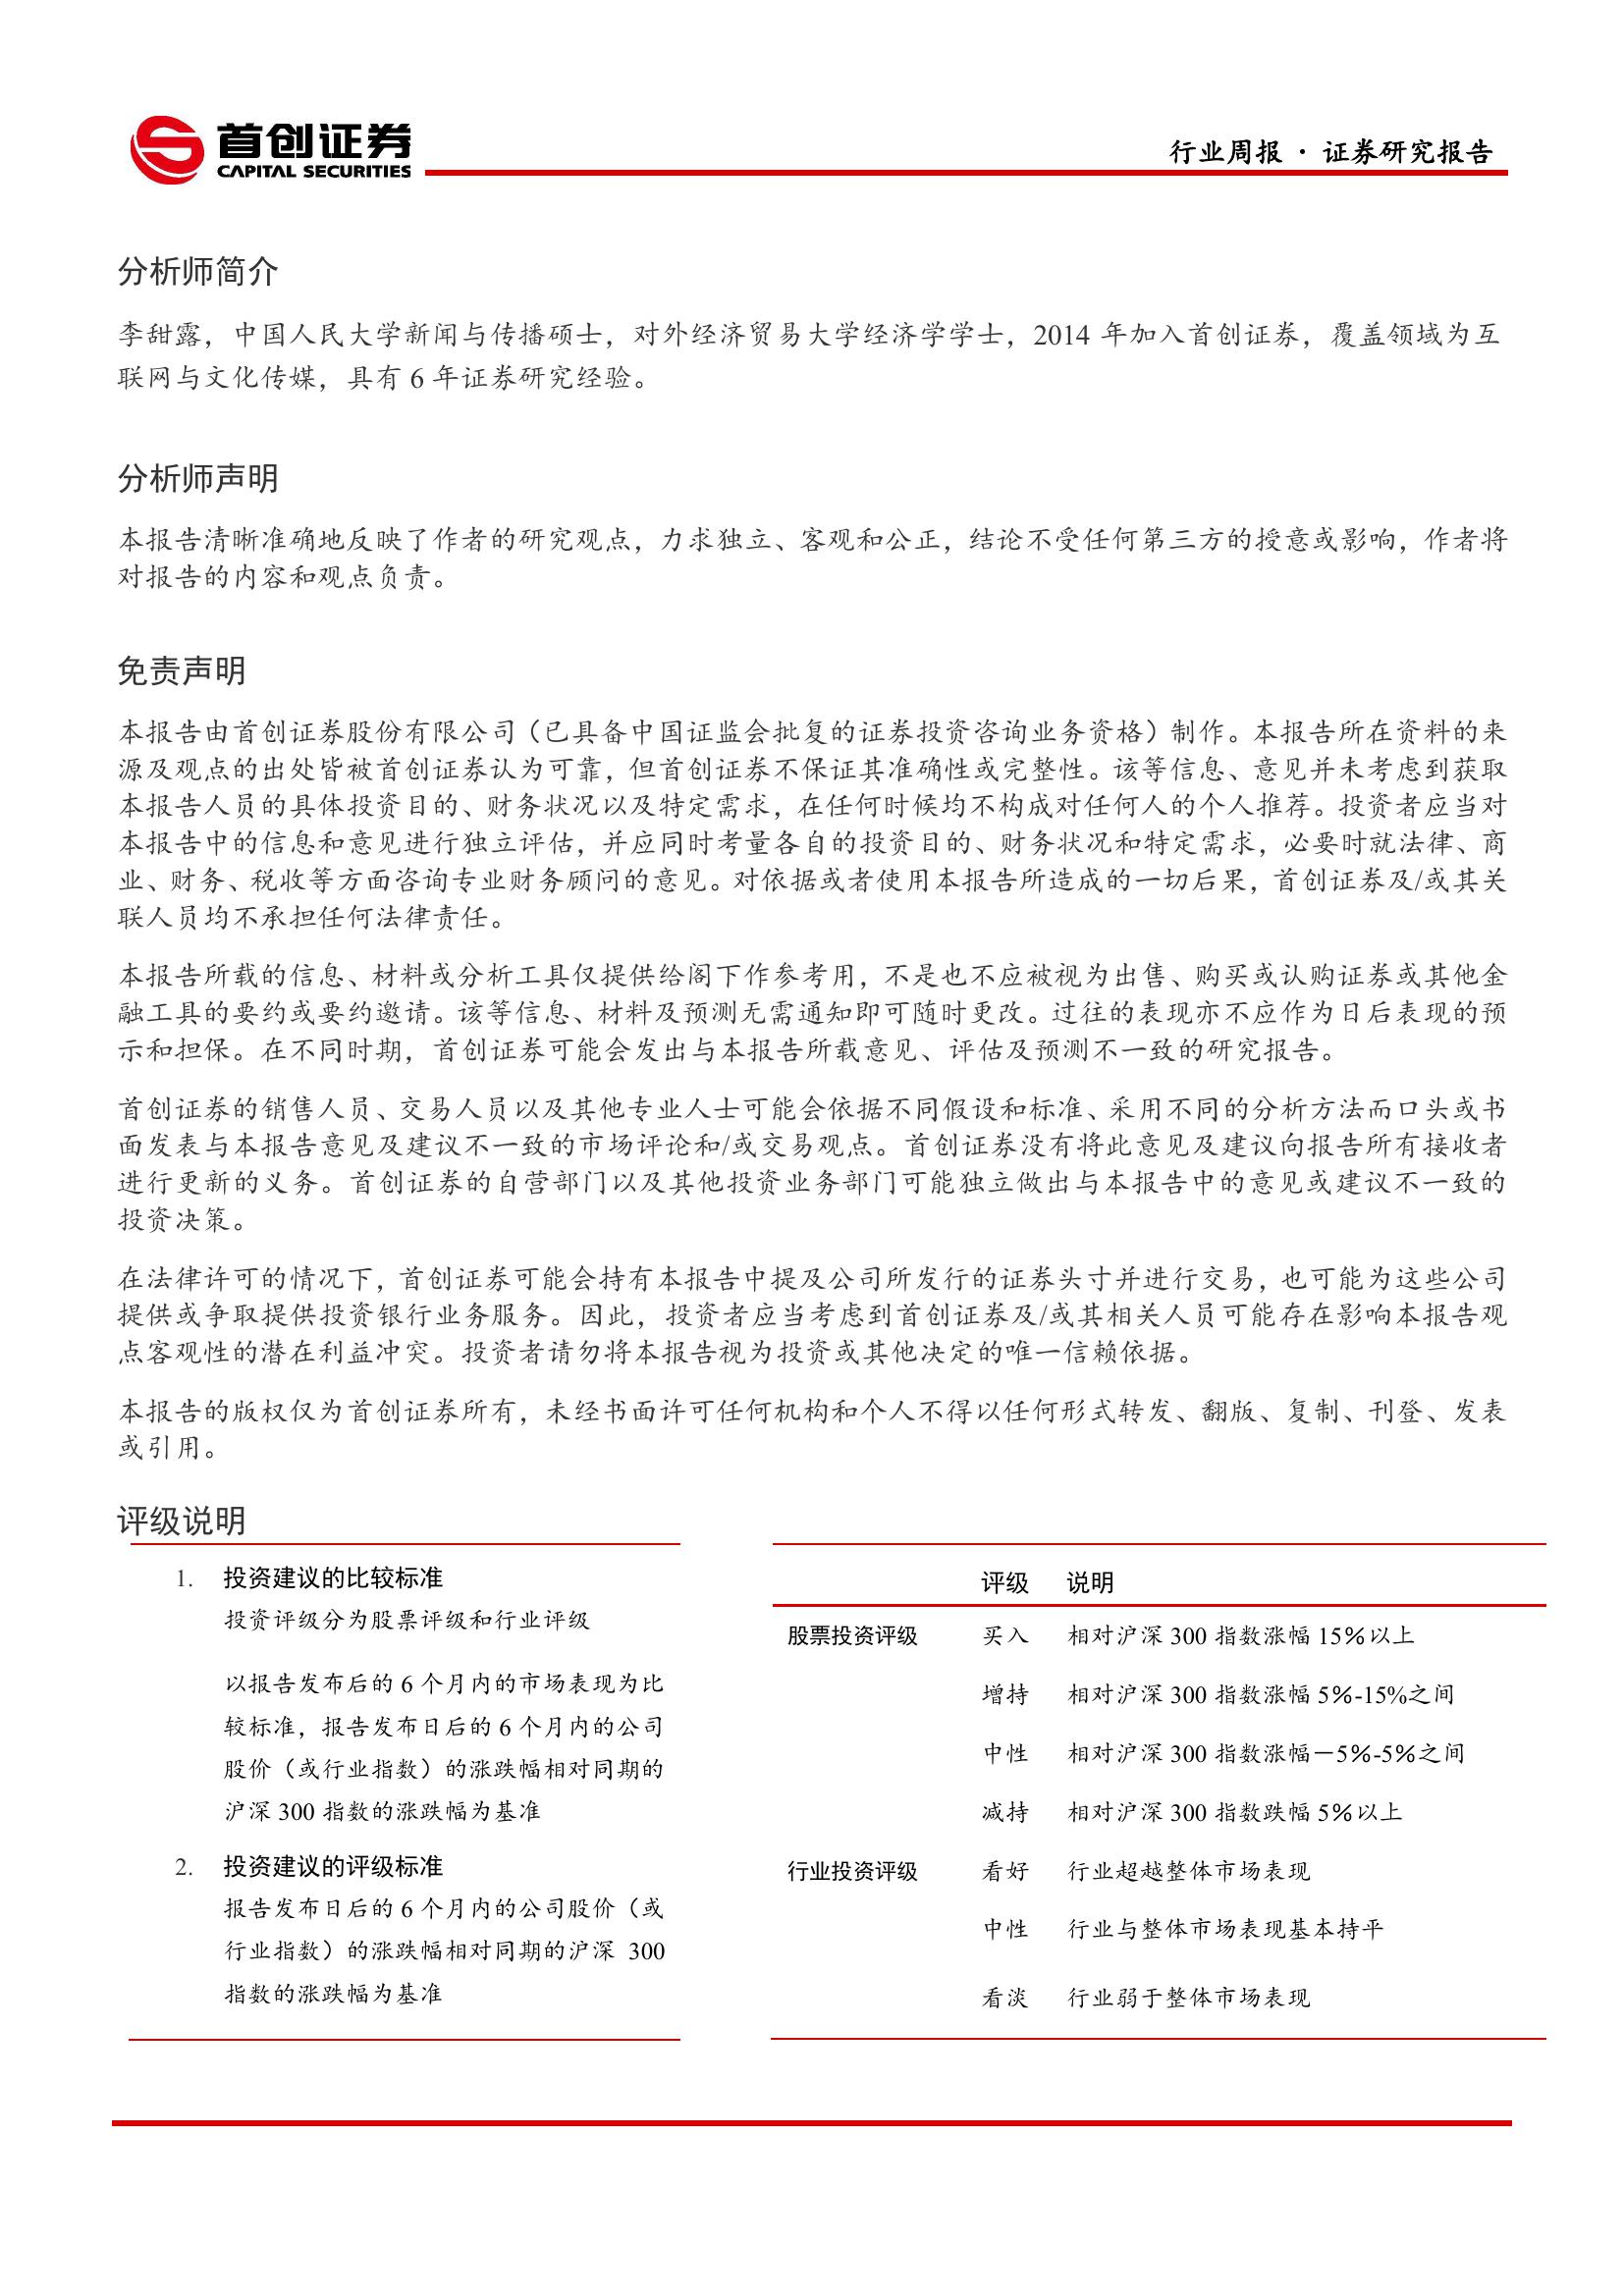 首创证券
CAPITAL SECURITIES
行业周报 · 证券研究报告
分析师简介
李甜露，中国人民大学新闻与传播硕士，对外经济贸易大学经济学学士，2014 年加入首创证券，覆盖领域为互
联网与文化传媒，具有 6 年证券研究经验。
分析师声明
本报告清晰准确地反映了作者的研究观点，力求独立、客观和公正，结论不受任何第三方的授意或影响，作者将
对报告的内容和观点负责。
免责声明
本报告由首创证券股份有限公司（已具备中国证监会批复的证券投资咨询业务资格）制作。本报告所在资料的来
源及观点的出处皆被首创证券认为可靠，但首创证券不保证其准确性或完整性。该等信息、意见并未考虑到获取
本报告人员的具体投资目的、财务状况以及特定需求，在任何时候均不构成对任何人的个人推荐。投资者应当对
本报告中的信息和意见进行独立评估，并应同时考量各自的投资目的、财务状况和特定需求，必要时就法律、商
业、财务、税收等方面咨询专业财务顾问的意见。对依据或者使用本报告所造成的一切后果，首创证券及/或其关
联人员均不承担任何法律责任。
本报告所载的信息、材料或分析工具仅提供给阁下作参考用，不是也不应被视为出售、购买或认购证券或其他金
融工具的要约或要约邀请。该等信息、材料及预测无需通知即可随时更改。过往的表现亦不应作为日后表现的预
示和担保。在不同时期，首创证券可能会发出与本报告所载意见、评估及预测不一致的研究报告。
首创证券的销售人员、交易人员以及其他专业人士可能会依据不同假设和标准、采用不同的分析方法而口头或书
面发表与本报告意见及建议不一致的市场评论和/或交易观点。首创证券没有将此意见及建议向报告所有接收者
进行更新的义务。首创证券的自营部门以及其他投资业务部门可能独立做出与本报告中的意见或建议不一致的
投资决策。
在法律许可的情况下，首创证券可能会持有本报告中提及公司所发行的证券头寸并进行交易，也可能为这些公司
提供或争取提供投资银行业务服务。因此，投资者应当考虑到首创证券及/或其相关人员可能存在影响本报告观
点客观性的潜在利益冲突。投资者请勿将本报告视为投资或其他决定的唯一信赖依据。
本报告的版权仅为首创证券所有，未经书面许可任何机构和个人不得以任何形式转发、翻版、复制、刊登、发表
或引用。
评级说明
1. 投资建议的比较标准
投资评级分为股票评级和行业评级
以报告发布后的 6 个月内的市场表现为比
较标准，报告发布日后的 6 个月内的公司
股价（或行业指数）的涨跌幅相对同期的
沪深 300 指数的涨跌幅为基准
2. 投资建议的评级标准
报告发布日后的 6 个月内的公司股价（或
行业指数）的涨跌幅相对同期的沪深 300
指数的涨跌幅为基准
评级 说明
股票投资评级 买入 相对沪深 300 指数涨幅 15％以上
增持 相对沪深 300 指数涨幅 5％-15%之间
中性 相对沪深 300 指数涨幅－5％-5％之间
减持 相对沪深 300 指数跌幅 5％以上
行业投资评级 看好 行业超越整体市场表现
中性 行业与整体市场表现基本持平
看淡 行业弱于整体市场表现